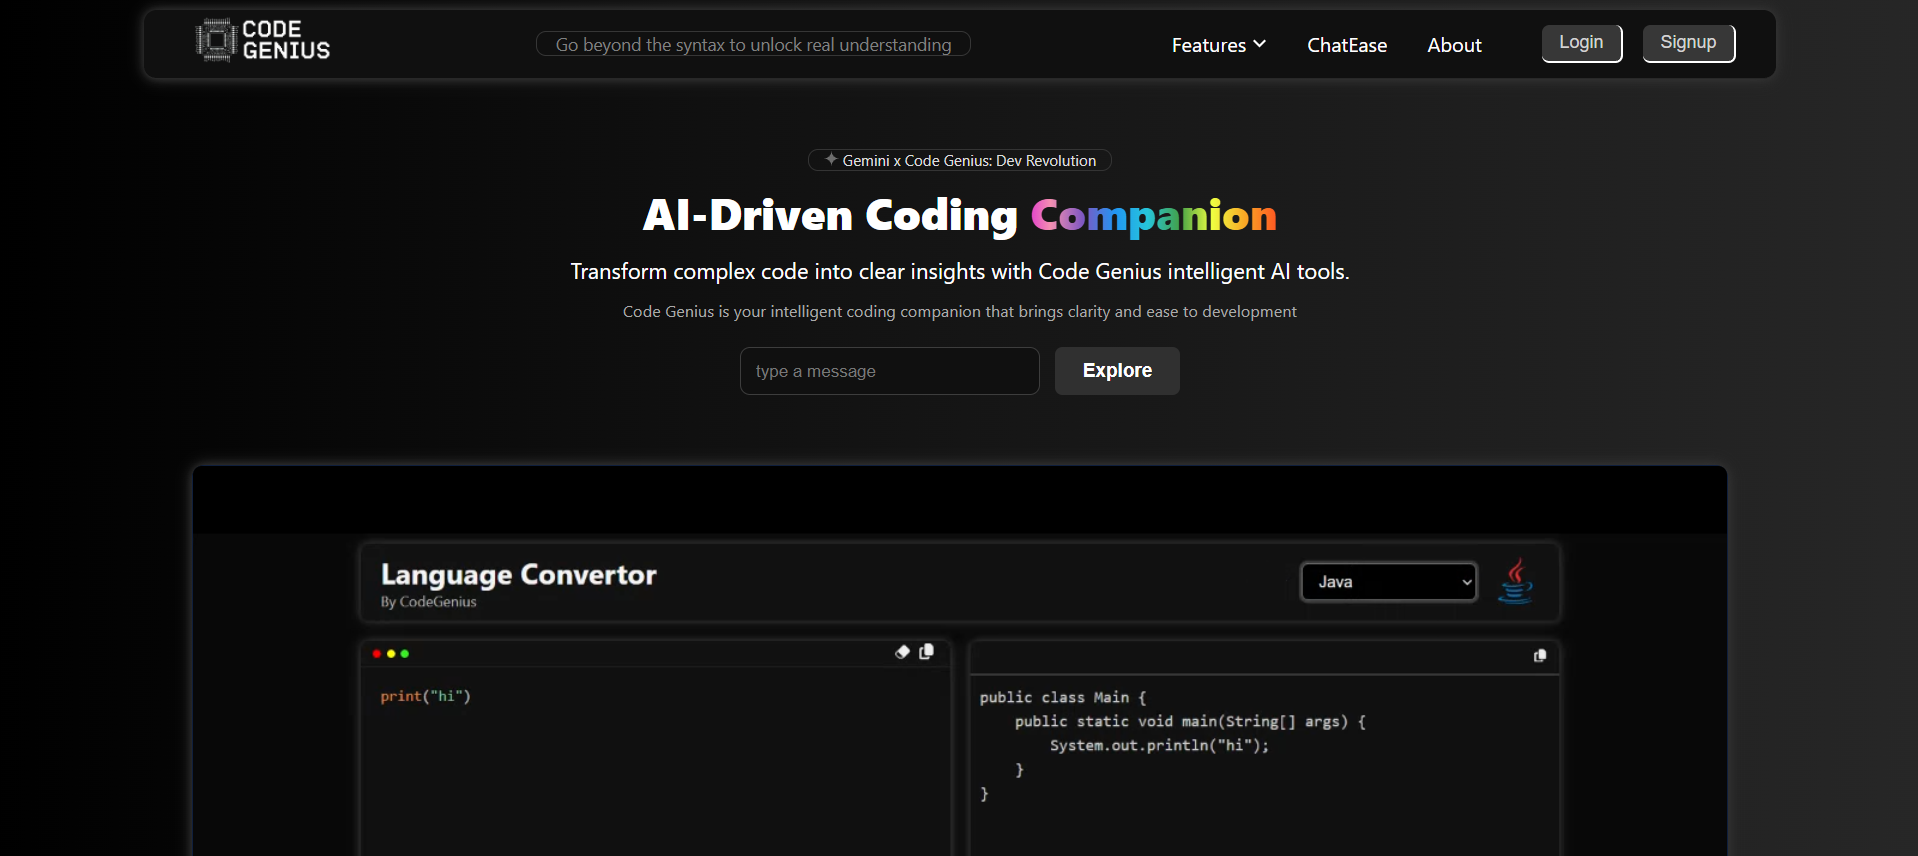 CODE
GENIUS
Go beyond the syntax to unlock real understanding
Features
ChatEase
About
Login
Signup
Gemini x Code Genius: Dev Revolution
AI-Driven Coding Companion
Transform complex code into clear insights with Code Genius intelligent AI tools.
Code Genius is your intelligent coding companion that brings clarity and ease to development
type a message
Explore
Language Convertor
By CodeGenius
Java
print("hi")
public class Main {
    public static void main(String[] args) {
        System.out.println("hi");
    }
}